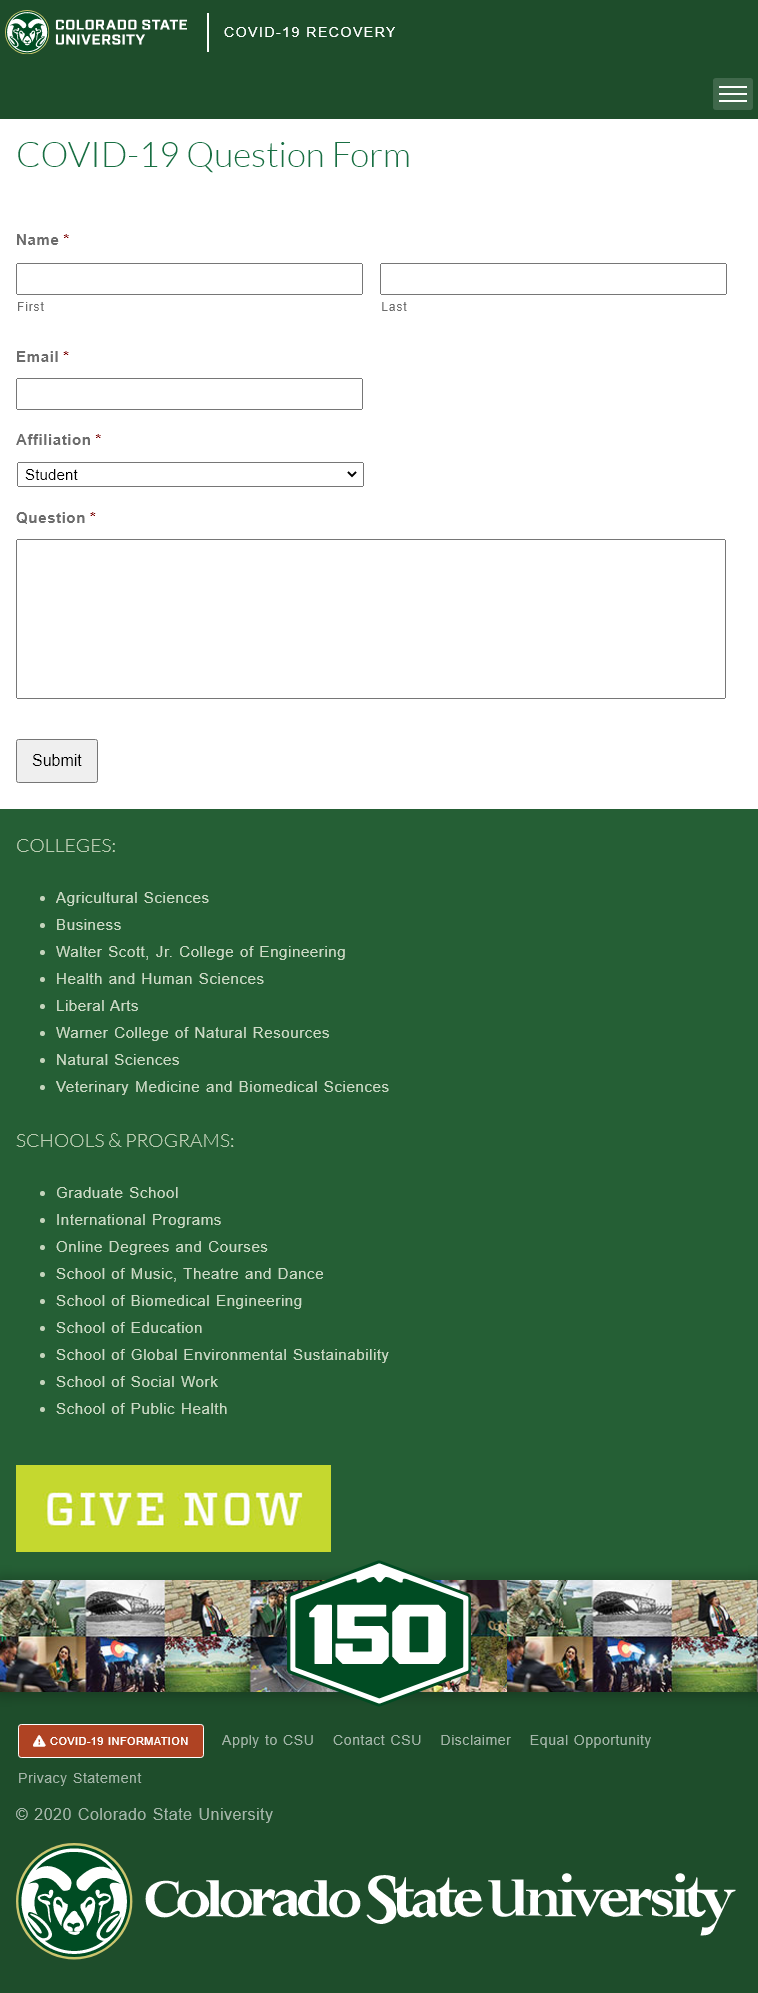 COLORADO STATE
UNIVERSITY
COVID-19 RECOVERY
COVID-19 Question Form
Name *
First
Last
Email *
Affiliation *
Student
Question *
Submit
COLLEGES:
Agricultural Sciences
Business
Walter Scott, Jr. College of Engineering
Health and Human Sciences
Liberal Arts
Warner College of Natural Resources
Natural Sciences
Veterinary Medicine and Biomedical Sciences
SCHOOLS & PROGRAMS:
Graduate School
International Programs
Online Degrees and Courses
School of Music, Theatre and Dance
School of Biomedical Engineering
School of Education
School of Global Environmental Sustainability
School of Social Work
School of Public Health
GIVE NOW
150
COVID-19 INFORMATION Apply to CSU Contact CSU Disclaimer Equal Opportunity
Privacy Statement
© 2020 Colorado State University
Colorado State University